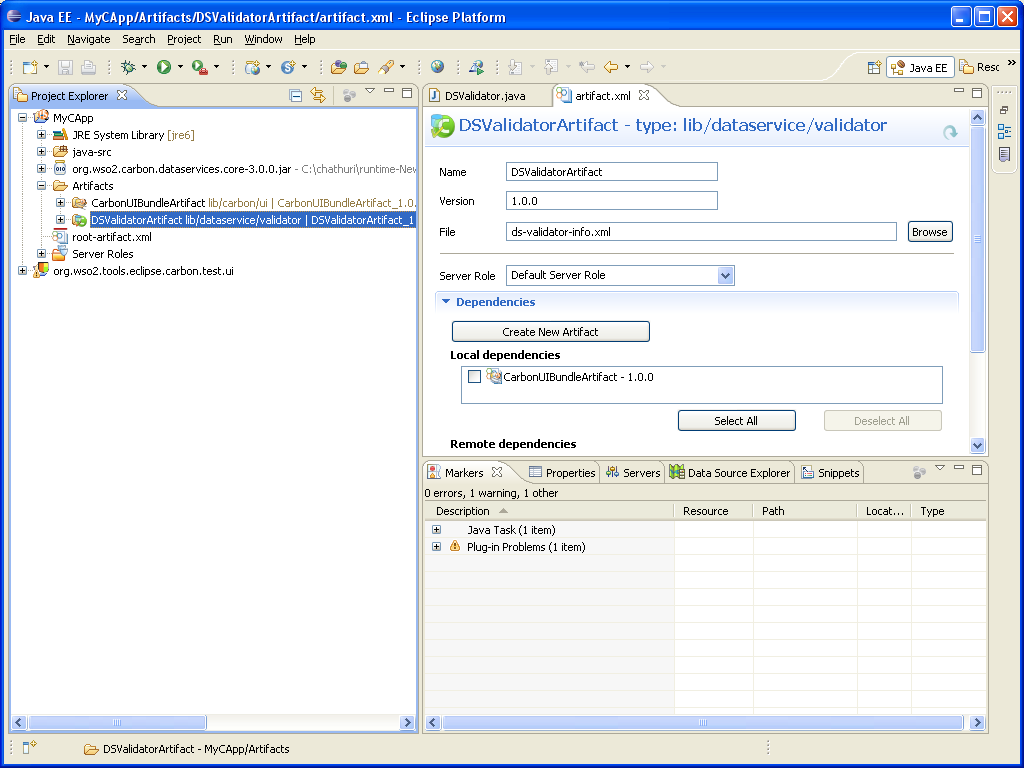 Java EE - MyCApp/Artifacts/DSValidatorArtifact/artifact.xml - Eclipse Platform
File Edit Navigate Search Project Run Window Help
Java EE Resc
Project Explorer
MyCApp
JRE System Library [jre6]
java-src
org.wso2.carbon.dataservices.core-3.0.0.jar - C:\chathuri\runtime-New
Artifacts
CarbonUIBundleArtifact lib/carbon/ui | CarbonUIBundleArtifact_1.0.
DSValidatorArtifact lib/dataservice/validator | DSValidatorArtifact_1
root-artifact.xml
Server Roles
org.wso2.tools.eclipse.carbon.test.ui
DSValidator.java artifact.xml
DSValidatorArtifact - type: lib/dataservice/validator
Name DSValidatorArtifact
Version 1.0.0
File ds-validator-info.xml Browse
Server Role Default Server Role
Dependencies
Create New Artifact
Local dependencies
CarbonUIBundleArtifact - 1.0.0
Select All Deselect All
Remote dependencies
Markers Properties Servers Data Source Explorer Snippets
0 errors, 1 warning, 1 other
Description Resource Path Locat... Type
Java Task (1 item)
Plug-in Problems (1 item)
DSValidatorArtifact - MyCApp/Artifacts